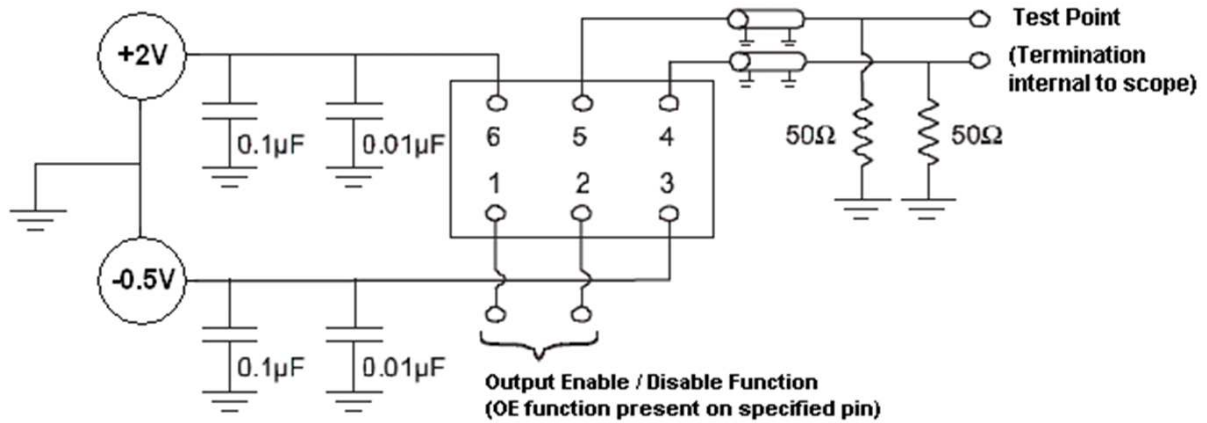 Test Point
(Termination
internal to scope)
+2V
0.1µF
0.01µF
6 5 4
50Ω
50Ω
1 2 3
-0.5V
0.1µF
0.01µF
Output Enable / Disable Function
(OE function present on specified pin)